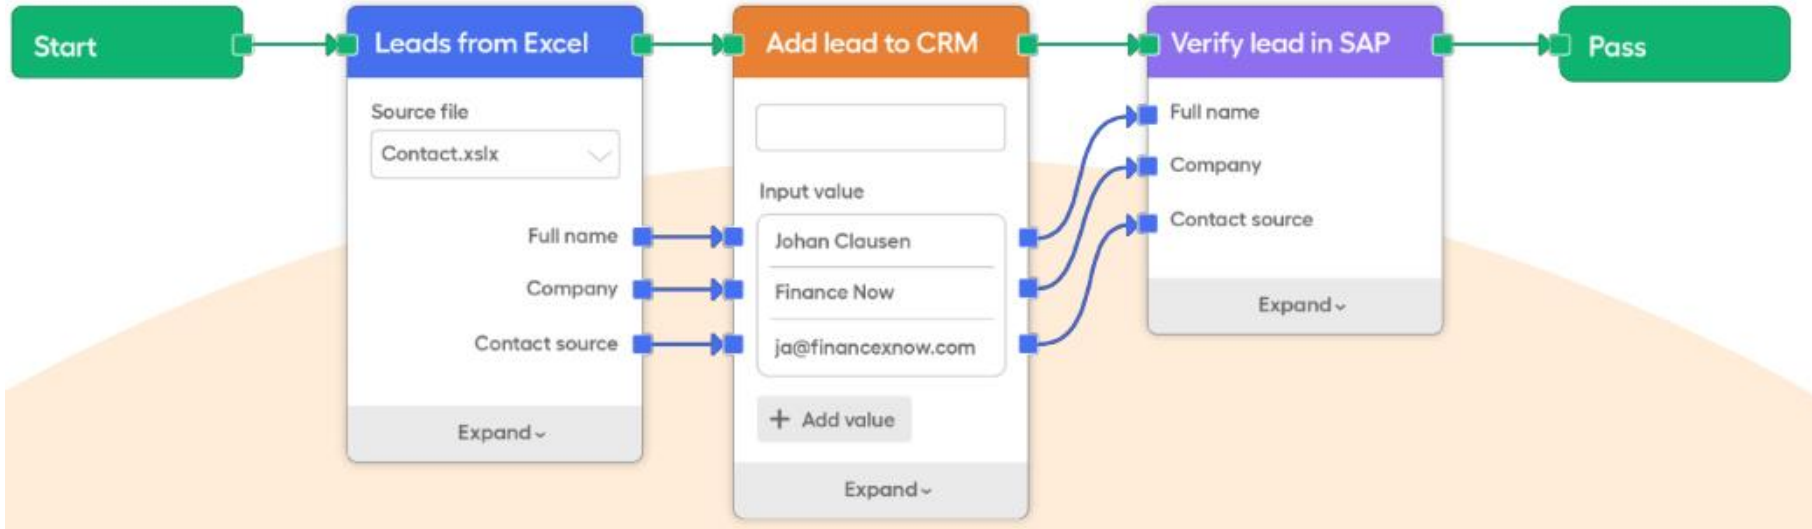 Start
Leads from Excel
Add lead to CRM
Verify lead in SAP
Pass
Source file
Contact.xslx
Full name
Company
Contact source
Expand
Input value
Johan Clausen
Finance Now
ja@financexnow.com
+ Add value
Expand
Full name
Company
Contact source
Expand